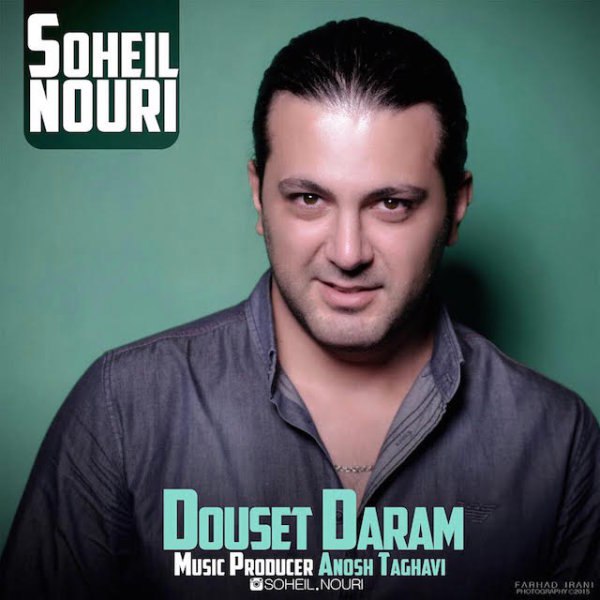 SOHEIL
NOURI
DOUSET DARAM
MUSIC PRODUCER ANOSH TAGHAVI
SOHEIL.NOURI
FARHAD IRANI
PHOTOGRAPHY©2015